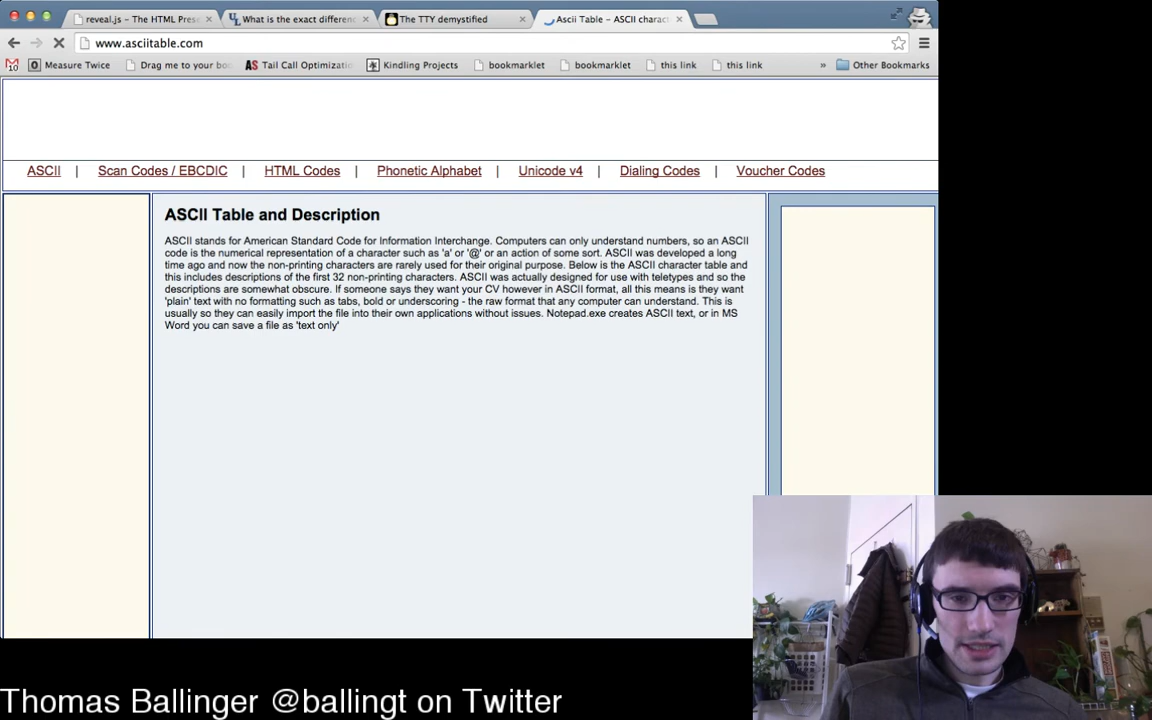 reveal.js - The HTML Pres
What is the exact differen
The TTY demystified
Ascii Table - ASCII charac
www.asciitable.com
Measure Twice
Drag me to your bo
AS Tail Call Optimizatio
Kindling Projects
bookmarklet
bookmarklet
this link
this link
» Other Bookmarks
ASCII | Scan Codes / EBCDIC | HTML Codes | Phonetic Alphabet | Unicode v4 | Dialing Codes | Voucher Codes
ASCII Table and Description
ASCII stands for American Standard Code for Information Interchange. Computers can only understand numbers, so an ASCII
code is the numerical representation of a character such as 'a' or '@' or an action of some sort. ASCII was developed a long
time ago and now the non-printing characters are rarely used for their original purpose. Below is the ASCII character table and
this includes descriptions of the first 32 non-printing characters. ASCII was actually designed for use with teletypes and so the
descriptions are somewhat obscure. If someone says they want your CV however in ASCII format, all this means is they want
'plain' text with no formatting such as tabs, bold or underscoring - the raw format that any computer can understand. This is
usually so they can easily import the file into their own applications without issues. Notepad.exe creates ASCII text, or in MS
Word you can save a file as 'text only'
Thomas Ballinger @ballingt on Twitter